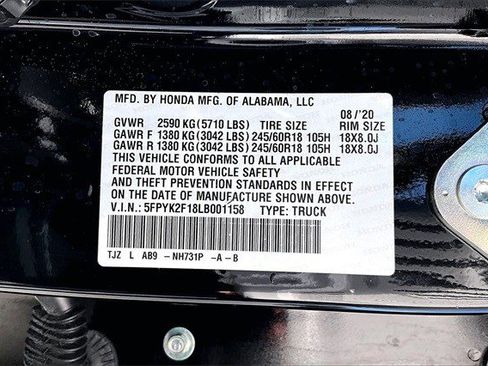 MFD. BY HONDA MFG. OF ALABAMA, LLC 08 /'20
GVWR 2590 KG (5710 LBS) TIRE SIZE RIM SIZE
GAWR F 1380 KG (3042 LBS) 245/60R18 105H 18X8.0J
GAWR R 1380 KG (3042 LBS) 245/60R18 105H 18X8.0J
THIS VEHICLE CONFORMS TO ALL APPLICABLE
FEDERAL MOTOR VEHICLE SAFETY
AND THEFT PREVENTION STANDARDS IN EFFECT
ON THE DATE OF MANUFACTURE SHOWN ABOVE.
V.I.N.: 5FPYK2F18LB001158 TYPE: TRUCK
TJZ L AB9 -NH731P -A-B